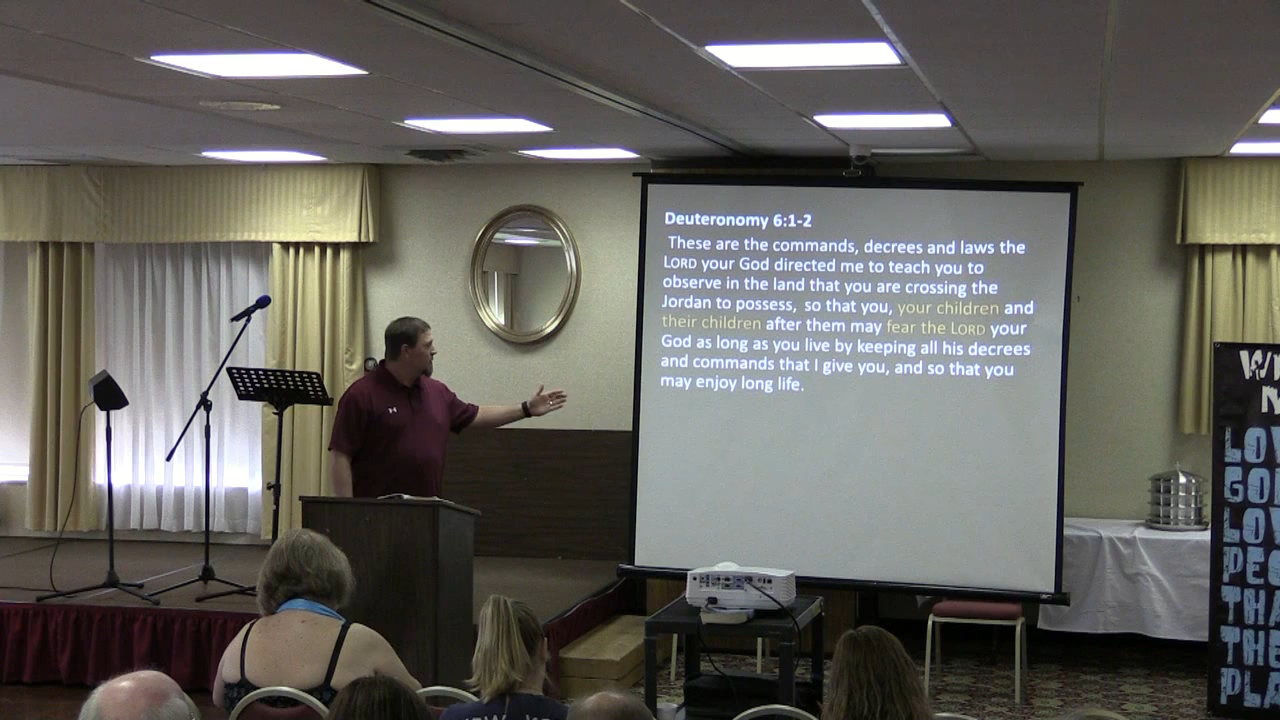 Deuteronomy 6:1-2
These are the commands, decrees and laws the
LORD your God directed me to teach you to
observe in the land that you are crossing the
Jordan to possess, so that you, your children and
their children after them may fear the LORD your
God as long as you live by keeping all his decrees
and commands that I give you, and so that you
may enjoy long life.
LOV
GOD
LOV
PEO
THA
THE
PLA